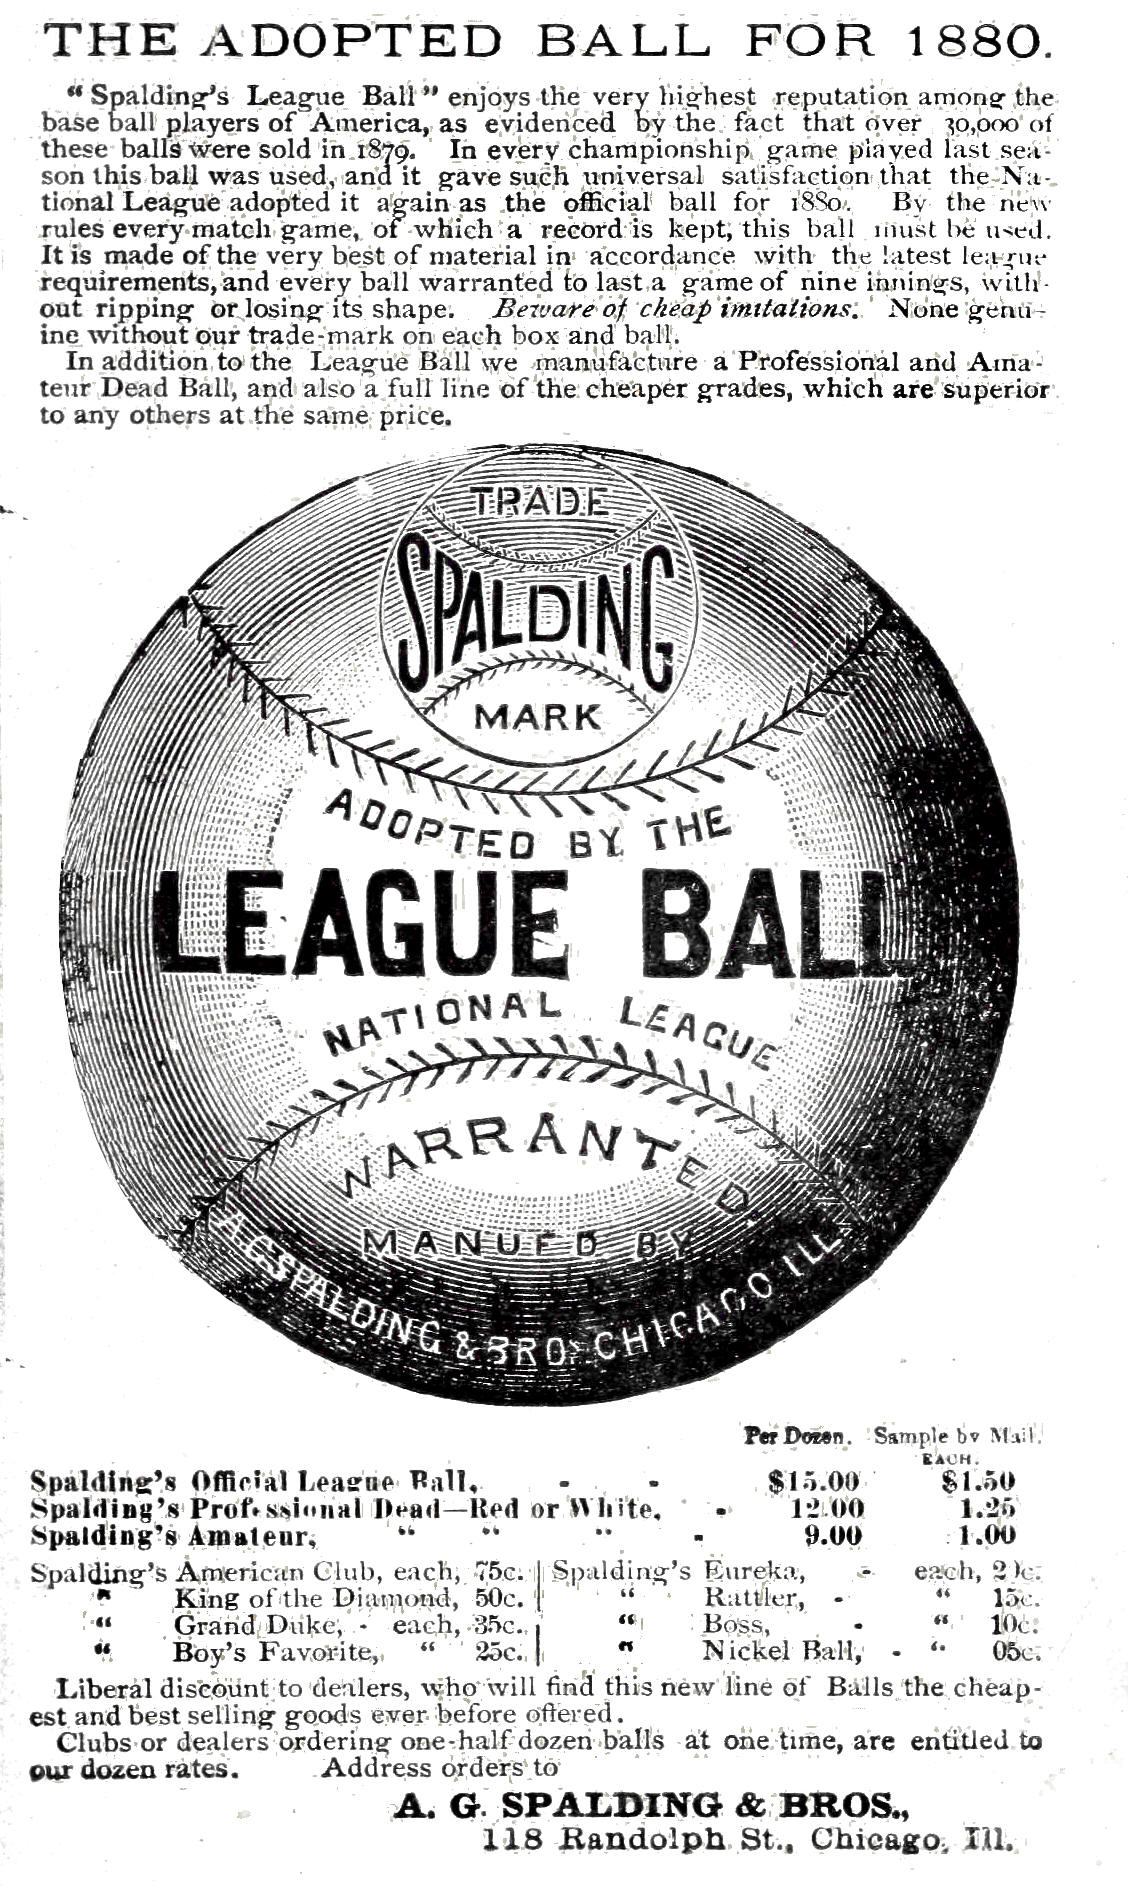 THE ADOPTED BALL FOR 1880.
“Spalding's League Ball” enjoys the very highest reputation among the
base ball players of America, as evidenced by the fact that over 30,000 of
these balls were sold in 1879. In every championship game played last sea-
son this ball was used, and it gave such universal satisfaction that the Na-
tional League adopted it again as the official ball for 1880. By the new
rules every match game, of which a record is kept, this ball must be used.
It is made of the very best of material in accordance with the latest league
requirements, and every ball warranted to last a game of nine innings, with-
out ripping or losing its shape. Beware of cheap imitations. None genu-
ine without our trade-mark on each box and ball.
In addition to the League Ball we manufacture a Professional and Ama-
teur Dead Ball, and also a full line of the cheaper grades, which are superior
to any others at the same price.
TRADE
SPALDING
MARK
ADOPTED BY THE
LEAGUE BALL
NATIONAL LEAGUE
WARRANTED.
MANUFD BY
A.G. SPALDING & BROS CHICAGO ILL
Per Dozen. Sample by Mail.
EACH.
Spalding's Official League Ball, - - $15.00 $1.50
Spalding's Professional Dead—Red or White, - 12.00 1.25
Spalding's Amateur, “ “ “ - 9.00 1.00
Spalding's American Club, each, 75c. Spalding's Eureka, - each, 20c.
“ King of the Diamond, 50c. “ Rattler, - “ 15c.
“ Grand Duke, - each, 35c. “ Boss, - “ 10c.
“ Boy's Favorite, “ 25c. “ Nickel Ball, - “ 05c.
Liberal discount to dealers, who will find this new line of Balls the cheap-
est and best selling goods ever before offered.
Clubs or dealers ordering one-half dozen balls at one time, are entitled to
our dozen rates. Address orders to
A. G. SPALDING & BROS.,
118 Randolph St., Chicago, Ill.